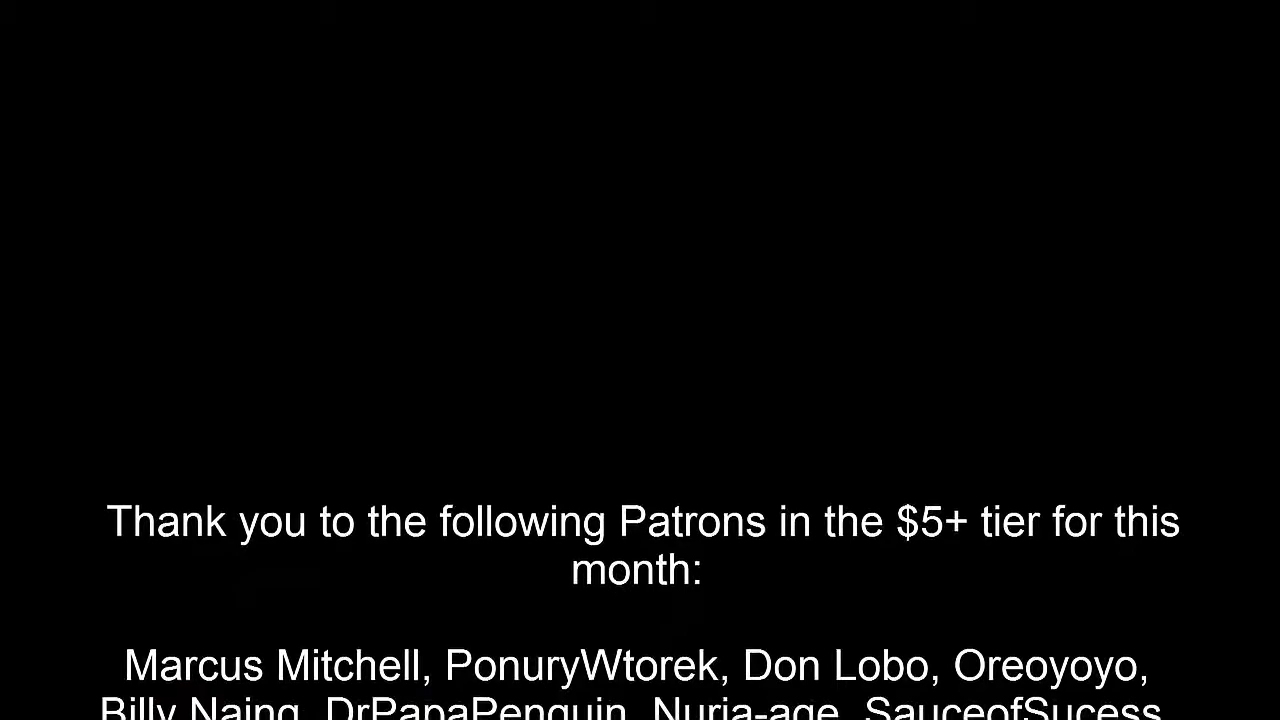 Thank you to the following Patrons in the $5+ tier for this
month:
Marcus Mitchell, PonuryWtorek, Don Lobo, Oreoyoyo,
Billy Naing, DrPapaPenguin, Nuria-age, SauceofSucess